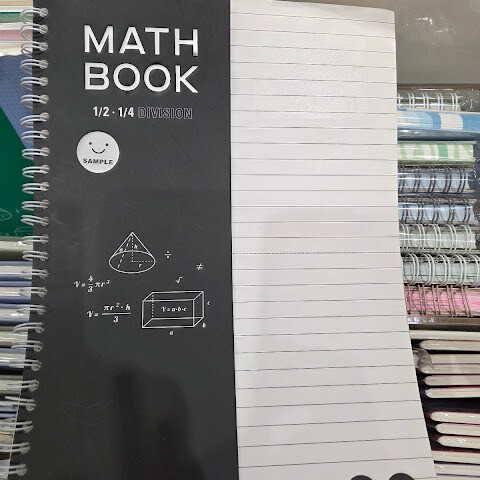 MATH
BOOK
1/2 · 1/4 DIVISION
SAMPLE
h
r
÷
≠
√
V = 4/3 πr³
V = πr²·h/3
V = a·b·c
c
b
a